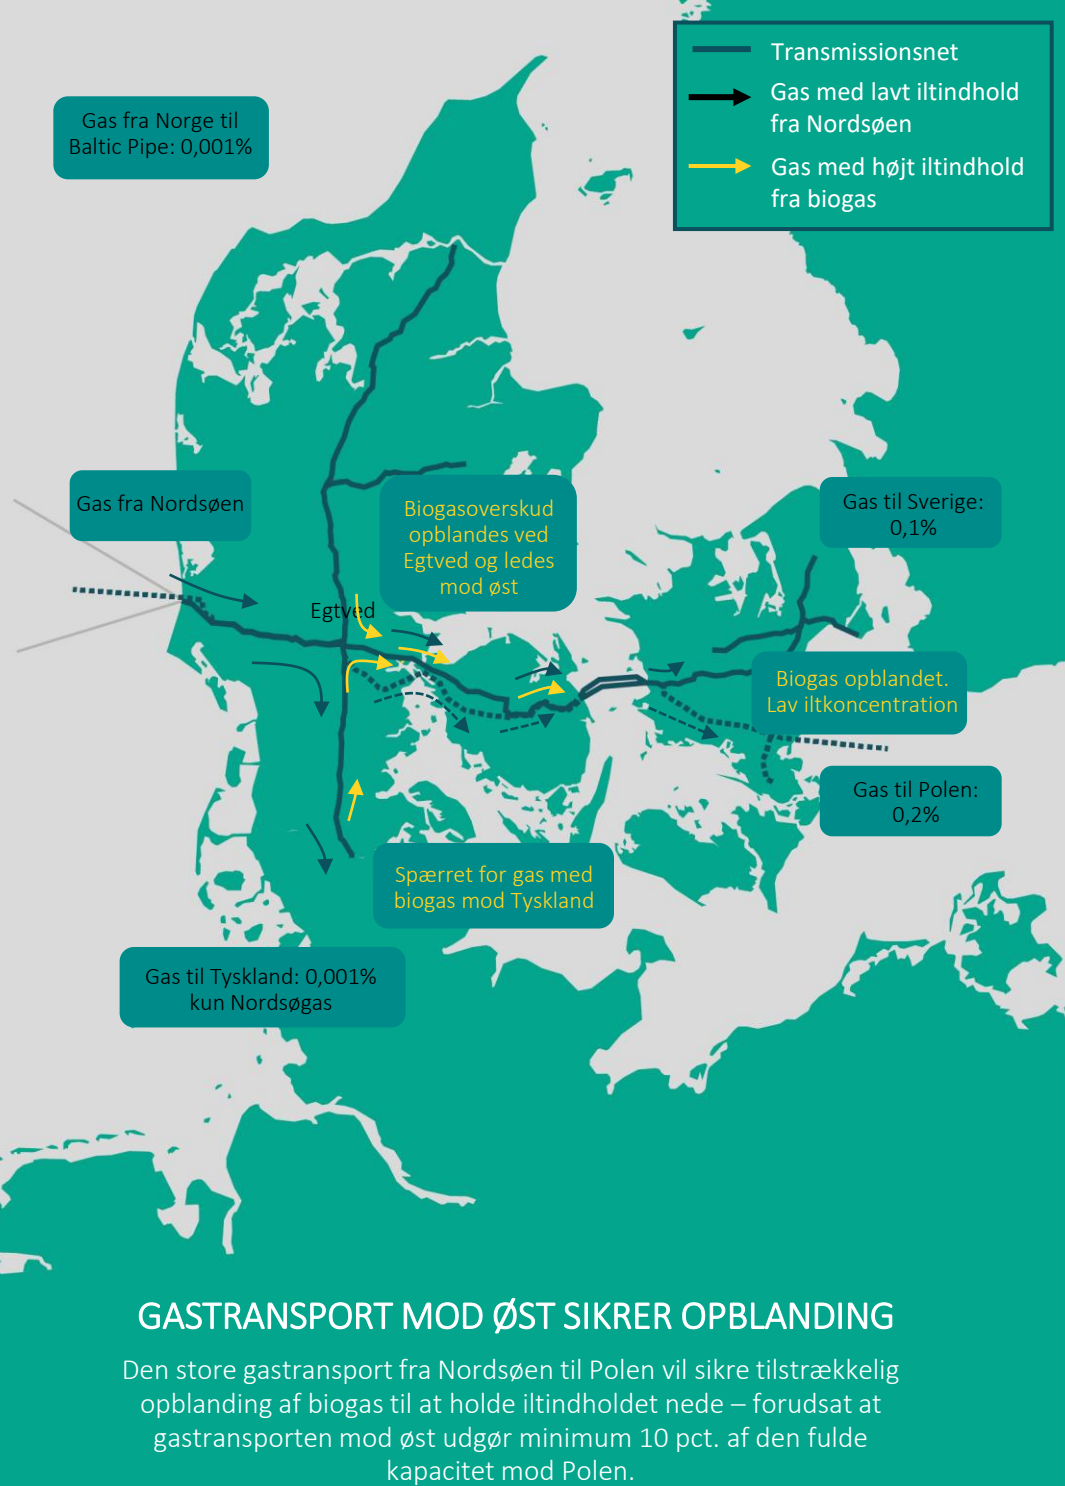 Transmissionsnet
Gas med lavt iltindhold
fra Nordsøen
Gas med højt iltindhold
fra biogas
Gas fra Norge til
Baltic Pipe: 0,001%
Gas fra Nordsøen
Biogasoverskud
opblandes ved
Egtved og ledes
mod øst
Gas til Sverige:
0,1%
Egtved
Biogas opblandet.
Lav iltkoncentration
Gas til Polen:
0,2%
Spærret for gas med
biogas mod Tyskland
Gas til Tyskland: 0,001%
kun Nordsøgas
GASTRANSPORT MOD ØST SIKRER OPBLANDING
Den store gastransport fra Nordsøen til Polen vil sikre tilstrækkelig
opblanding af biogas til at holde iltindholdet nede – forudsat at
gastransporten mod øst udgør minimum 10 pct. af den fulde
kapacitet mod Polen.